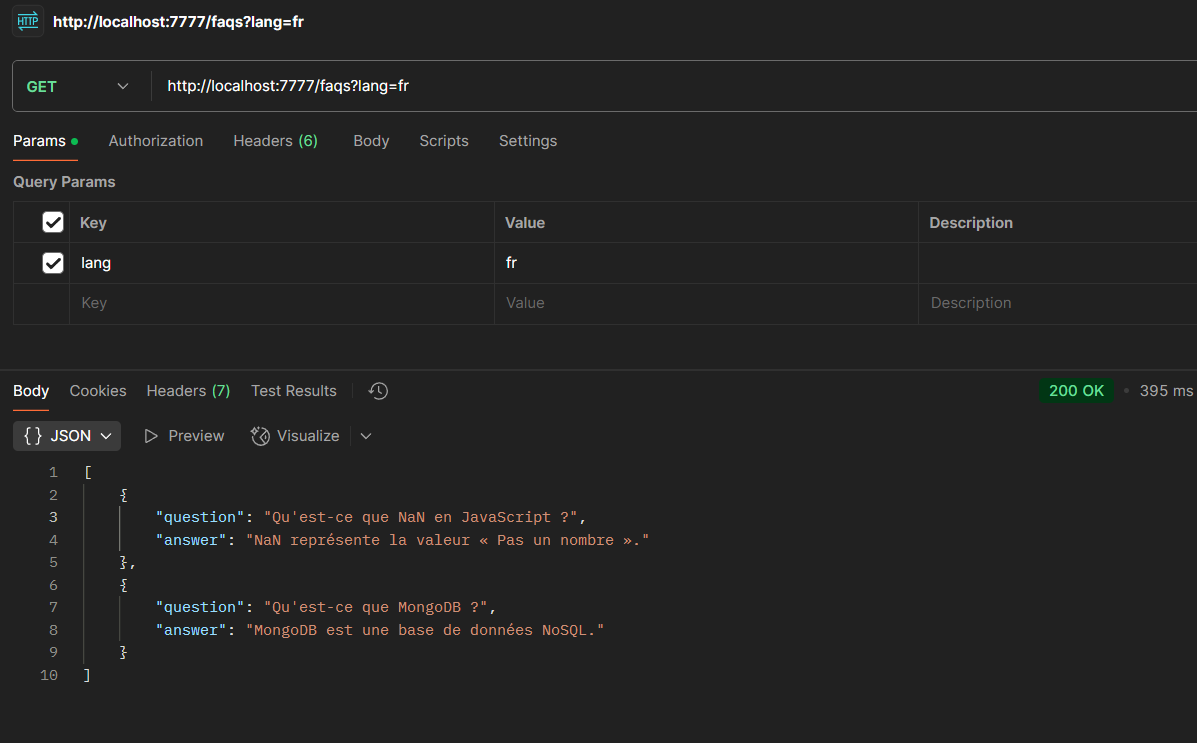 HTTP http://localhost:7777/faqs?lang=fr
GET http://localhost:7777/faqs?lang=fr
Params Authorization Headers (6) Body Scripts Settings
Query Params
Key Value Description
lang fr
Key Value Description
Body Cookies Headers (7) Test Results 200 OK • 395 ms
{} JSON Preview Visualize
1 [
2 {
3 "question": "Qu'est-ce que NaN en JavaScript ?",
4 "answer": "NaN représente la valeur « Pas un nombre »."
5 },
6 {
7 "question": "Qu'est-ce que MongoDB ?",
8 "answer": "MongoDB est une base de données NoSQL."
9 }
10 ]